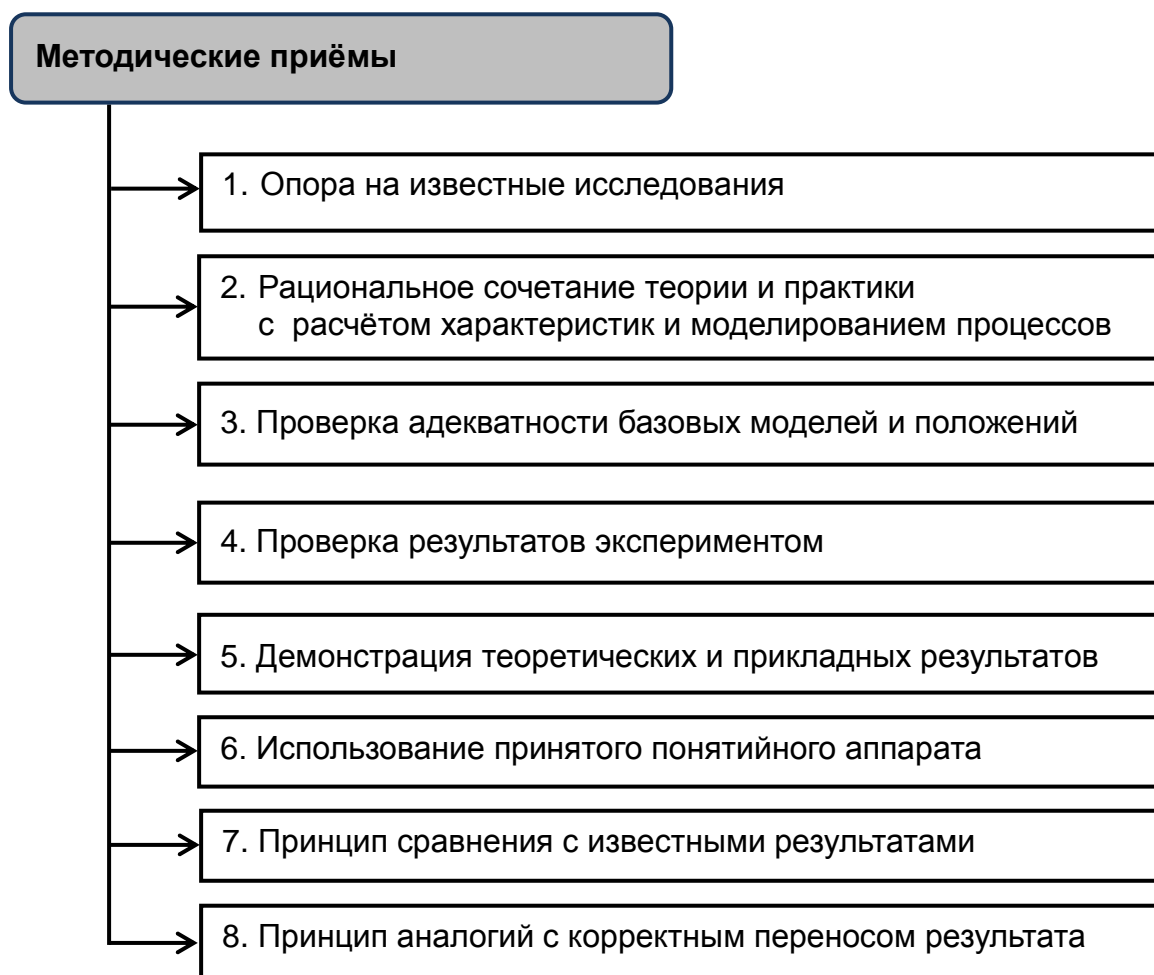 Методические приёмы
1. Опора на известные исследования
2. Рациональное сочетание теории и практики
с расчётом характеристик и моделированием процессов
3. Проверка адекватности базовых моделей и положений
4. Проверка результатов экспериментом
5. Демонстрация теоретических и прикладных результатов
6. Использование принятого понятийного аппарата
7. Принцип сравнения с известными результатами
8. Принцип аналогий с корректным переносом результата